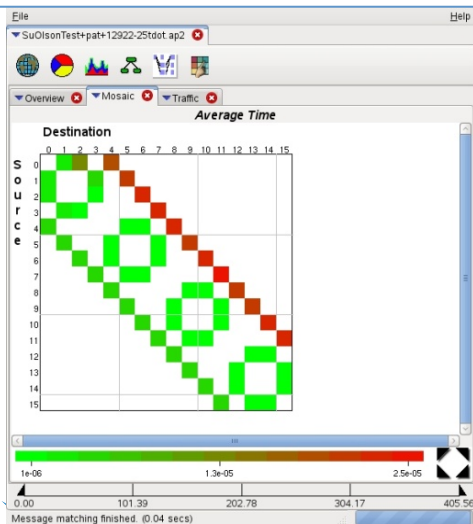 File Help
SuOlsonTest+pat+12922-25tdot.ap2
Overview Mosaic Traffic
Average Time
Destination
0 1 2 3 4 5 6 7 8 9 10 11 12 13 14 15
Source
0
1
2
3
4
5
6
7
8
9
10
11
12
13
14
15
1e-06 1.3e-05 2.5e-05
0.00 101.39 202.78 304.17 405.56
Message matching finished. (0.04 secs)